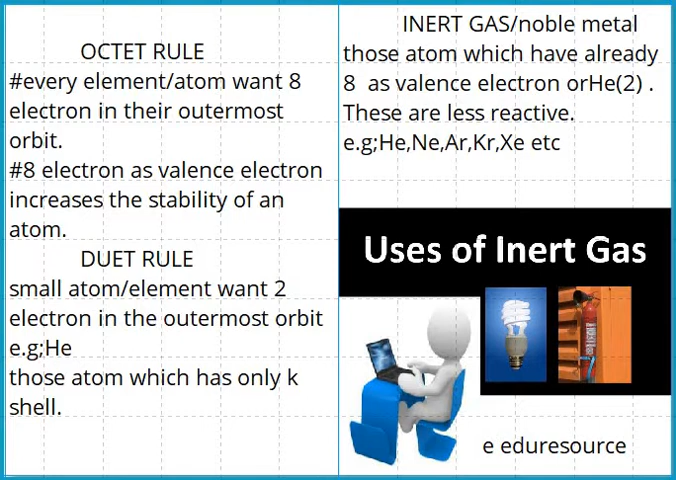 OCTET RULE
#every element/atom want 8
electron in their outermost
orbit.
#8 electron as valence electron
increases the stability of an
atom.
DUET RULE
small atom/element want 2
electron in the outermost orbit
e.g;He
those atom which has only k
shell.
INERT GAS/noble metal
those atom which have already
8  as valence electron orHe(2) .
These are less reactive.
e.g;He,Ne,Ar,Kr,Xe etc
Uses of Inert Gas
e eduresource